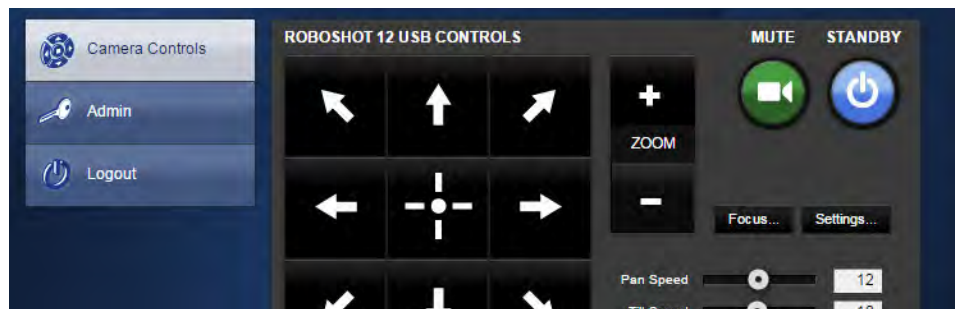 Camera Controls
Admin
Logout
ROBOSHOT 12 USB CONTROLS
MUTE
STANDBY
ZOOM
Focus...
Settings...
Pan Speed
12